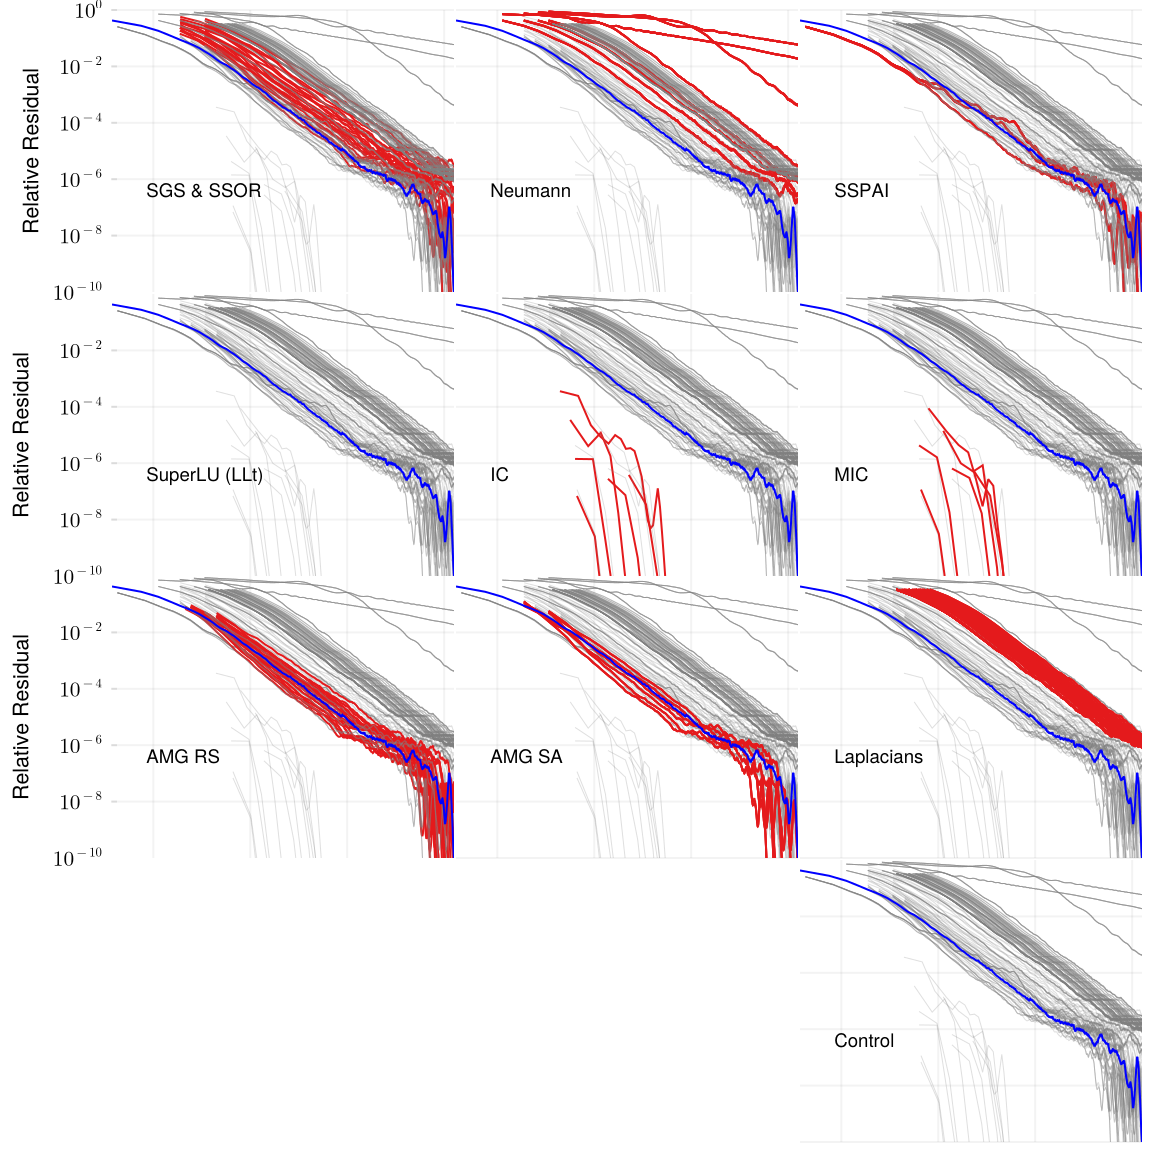 10^0
10^−2
10^−4
10^−6
10^−8
10^−10
Relative Residual
SGS & SSOR
Neumann
SSPAI
10^−2
10^−4
10^−6
10^−8
10^−10
Relative Residual
SuperLU (LLt)
IC
MIC
10^−2
10^−4
10^−6
10^−8
10^−10
Relative Residual
AMG RS
AMG SA
Laplacians
Control